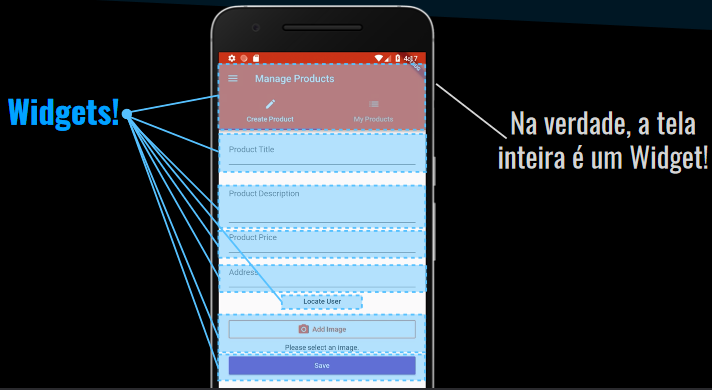 4:17
Manage Products
Create Product
My Products
Widgets!
Na verdade, a tela
inteira é um Widget!
Product Title
Product Description
Product Price
Address
Locate User
Add Image
Please select an image.
Save